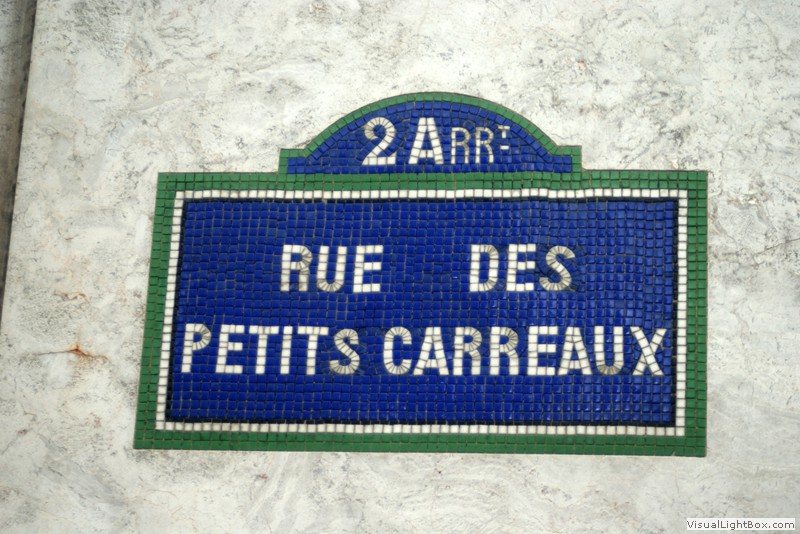 2 ARRT
RUE DES
PETITS CARREAUX
VisualLightBox.com